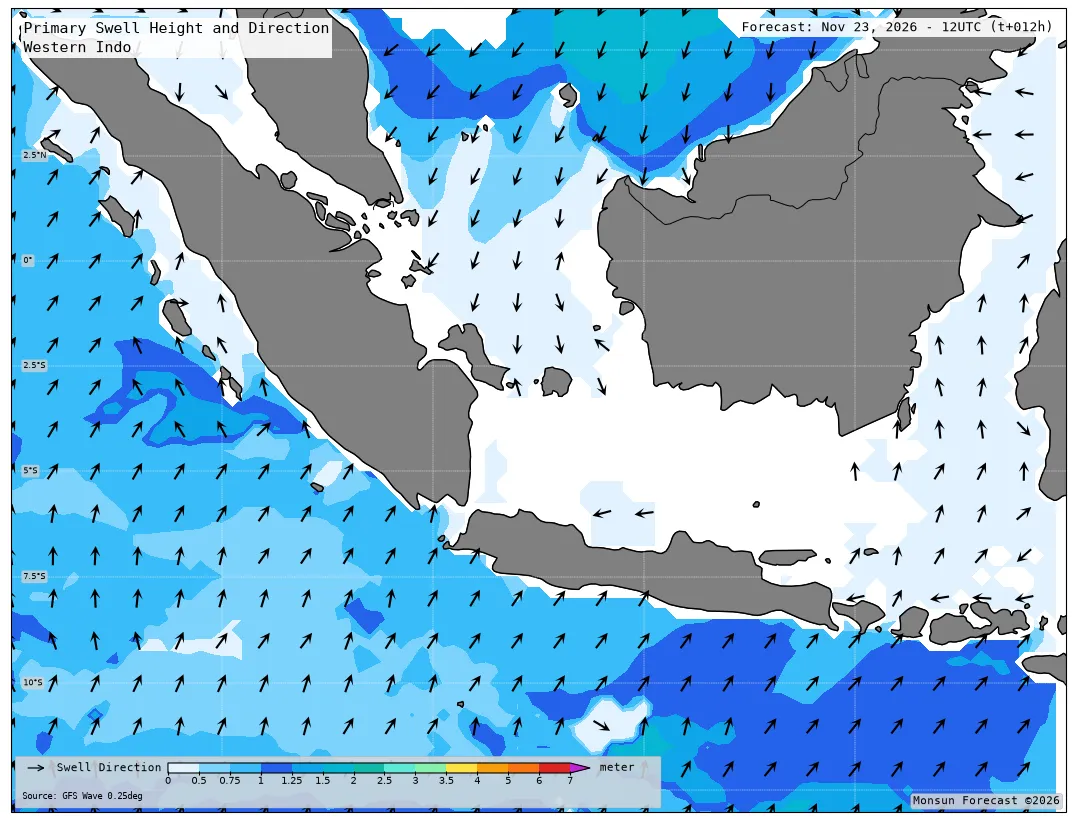 Primary Swell Height and Direction
Western Indo
Forecast: Nov 23, 2026 - 12UTC (t+012h)
2.5°N
0°
2.5°S
5°S
7.5°S
10°S
Swell Direction
0 0.5 0.75 1 1.25 1.5 2 2.5 3 3.5 4 5 6 7
meter
Source: GFS Wave 0.25deg
Monsun Forecast ©2026